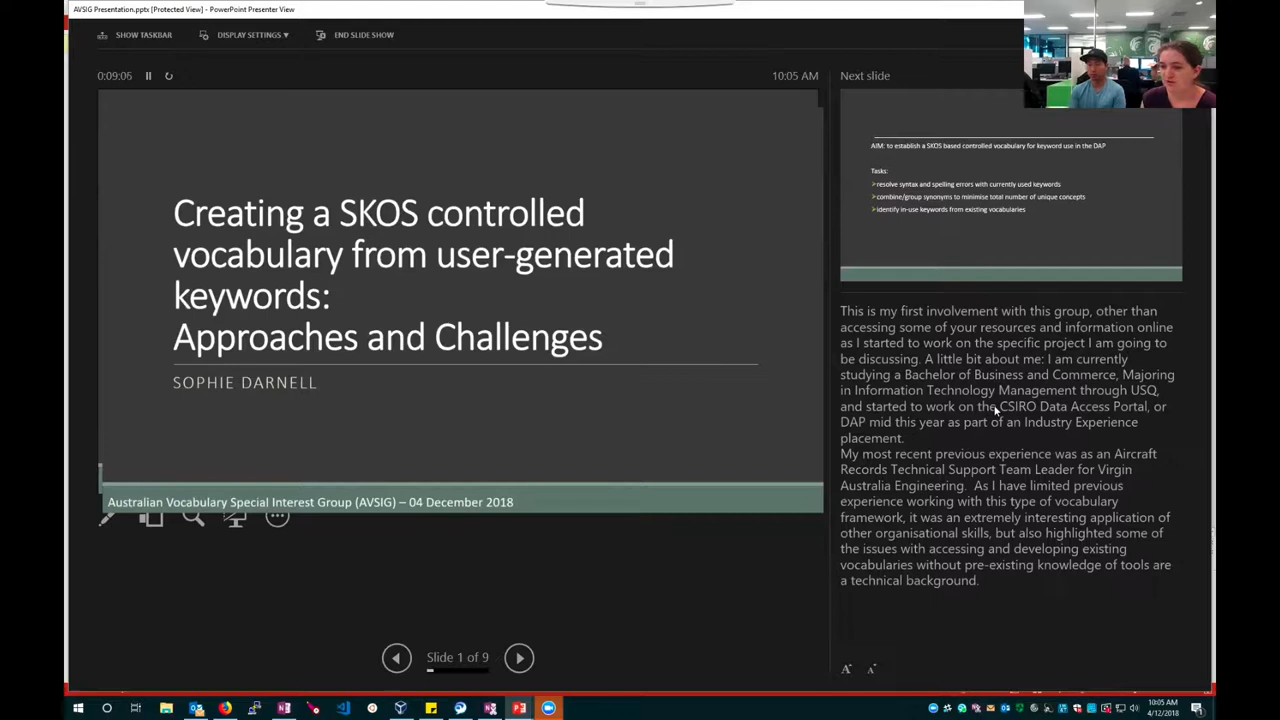 AVSIG Presentation.pptx [Protected View] - PowerPoint Presenter View
SHOW TASKBAR
DISPLAY SETTINGS ▾
END SLIDE SHOW
0:09:06
10:05 AM
Creating a SKOS controlled
vocabulary from user-generated
keywords:
Approaches and Challenges
SOPHIE DARNELL
Australian Vocabulary Special Interest Group (AVSIG) – 04 December 2018
Slide 1 of 9
Next slide
AIM: to establish a SKOS based controlled vocabulary for keyword use in the DAP
Tasks:
➢resolve syntax and spelling errors with currently used keywords
➢combine/group synonyms to minimise total number of unique concepts
➢identify in-use keywords from existing vocabularies
This is my first involvement with this group, other than
accessing some of your resources and information online
as I started to work on the specific project I am going to
be discussing. A little bit about me: I am currently
studying a Bachelor of Business and Commerce, Majoring
in Information Technology Management through USQ,
and started to work on the CSIRO Data Access Portal, or
DAP mid this year as part of an Industry Experience
placement.
My most recent previous experience was as an Aircraft
Records Technical Support Team Leader for Virgin
Australia Engineering.  As I have limited previous
experience working with this type of vocabulary
framework, it was an extremely interesting application of
other organisational skills, but also highlighted some of
the issues with accessing and developing existing
vocabularies without pre-existing knowledge of tools are
a technical background.
A A
10:05 AM
4/12/2018